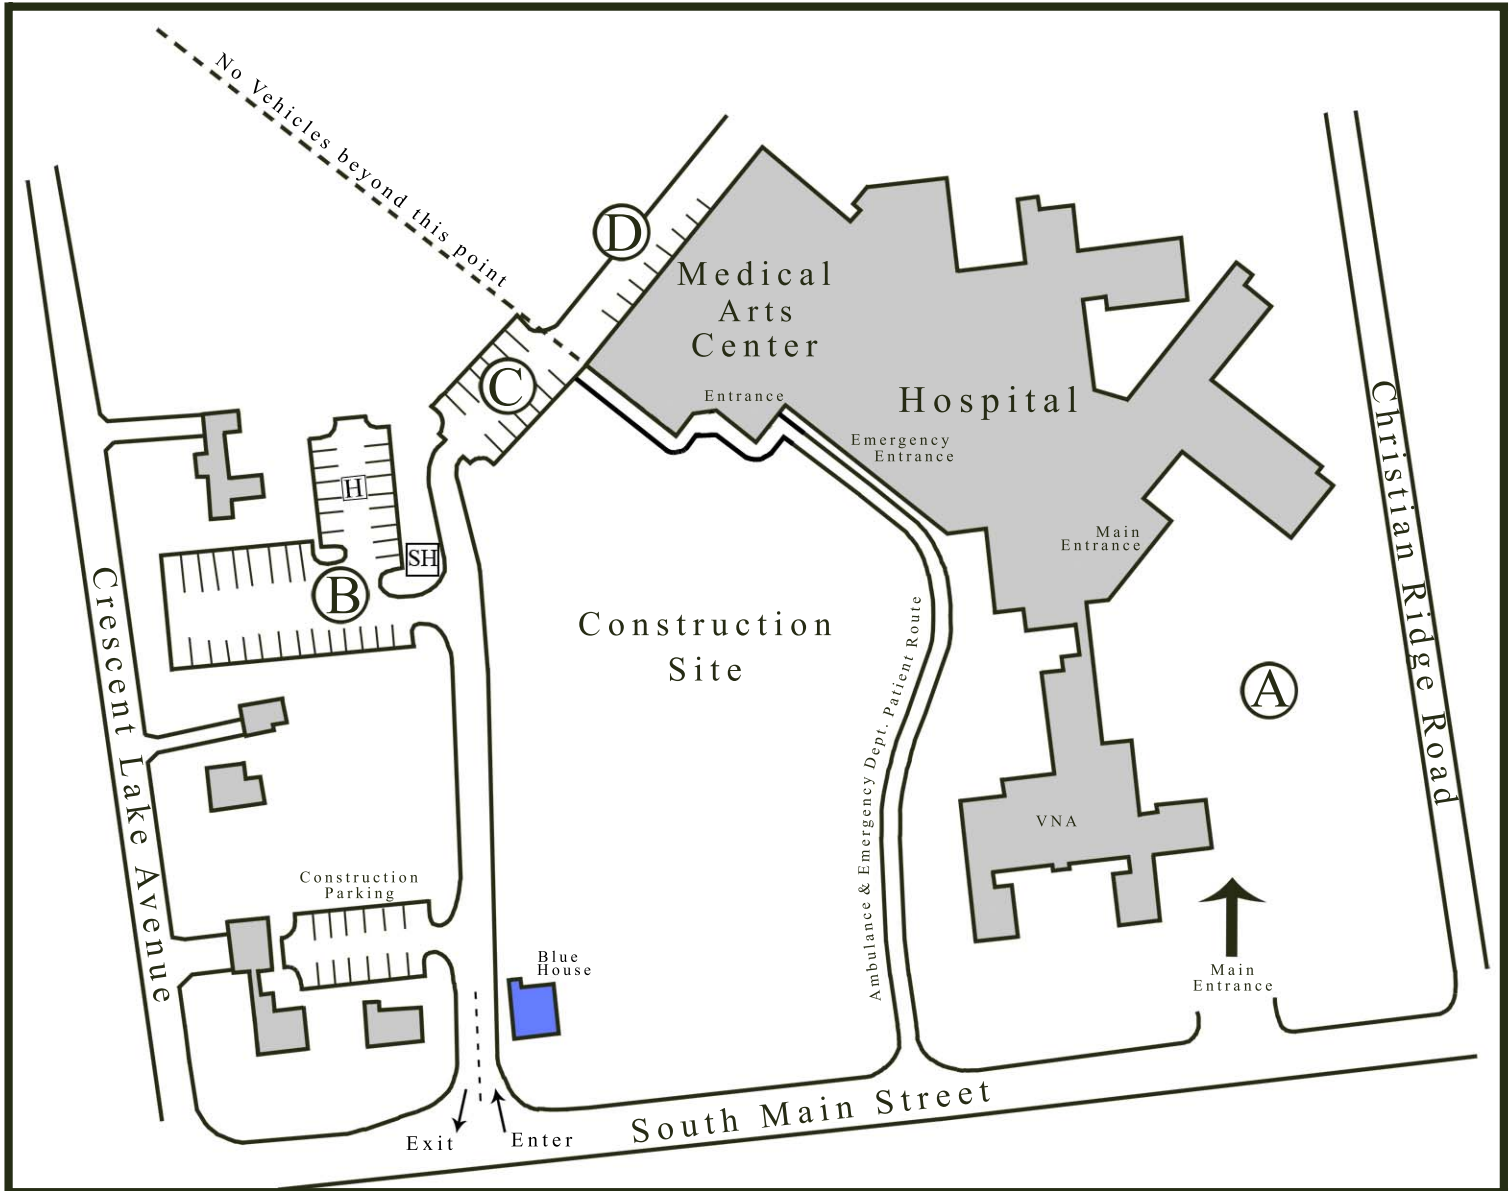 No Vehicles beyond this point
D
Medical
Arts
Center
C
Entrance
Hospital
Emergency
Entrance
H
SH
B
Main
Entrance
Construction
Site
Crescent Lake Avenue
Christian Ridge Road
A
Ambulance & Emergency Dept. Patient Route
VNA
Construction
Parking
Blue
House
Main
Entrance
Exit
Enter
South Main Street